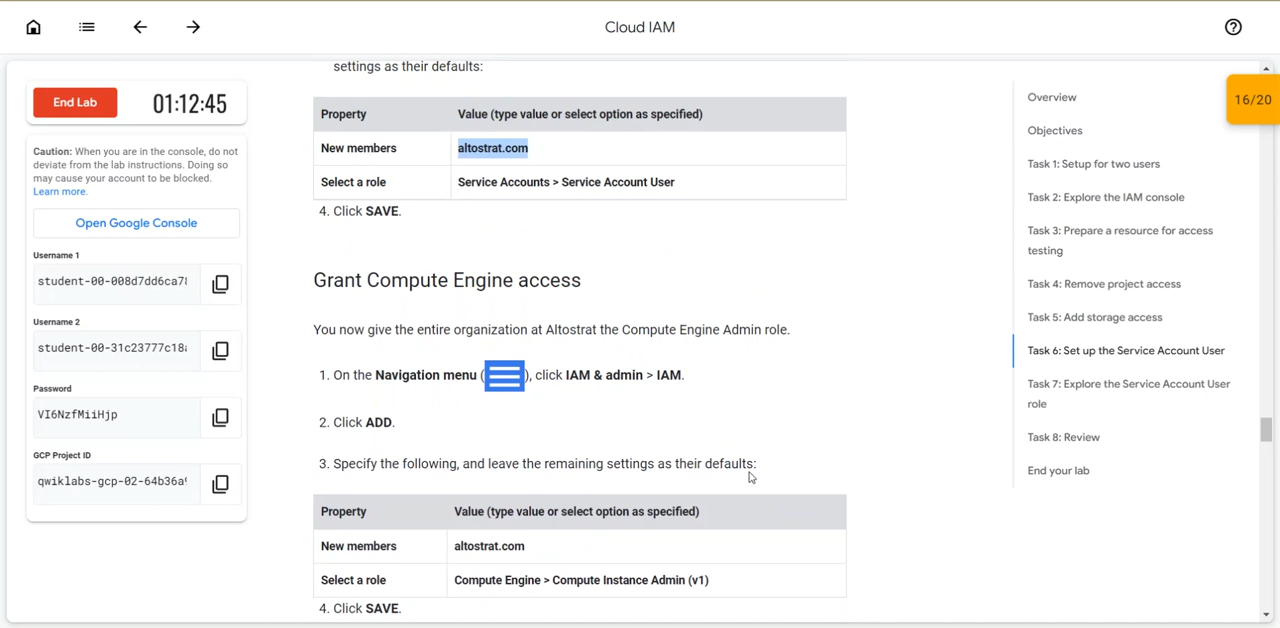 Cloud IAM
End Lab
01:12:45
Caution: When you are in the console, do not
deviate from the lab instructions. Doing so
may cause your account to be blocked.
Learn more.
Open Google Console
Username 1
student-00-008d7dd6ca7
Username 2
student-00-31c23777c18
Password
VI6NzfMiiHjp
GCP Project ID
qwiklabs-gcp-02-64b36a
settings as their defaults:
Property Value (type value or select option as specified)
New members altostrat.com
Select a role Service Accounts > Service Account User
4. Click SAVE.
Grant Compute Engine access
You now give the entire organization at Altostrat the Compute Engine Admin role.
1. On the Navigation menu ( ), click IAM & admin > IAM.
2. Click ADD.
3. Specify the following, and leave the remaining settings as their defaults:
Property Value (type value or select option as specified)
New members altostrat.com
Select a role Compute Engine > Compute Instance Admin (v1)
4. Click SAVE.
Overview
Objectives
Task 1: Setup for two users
Task 2: Explore the IAM console
Task 3: Prepare a resource for access
testing
Task 4: Remove project access
Task 5: Add storage access
Task 6: Set up the Service Account User
Task 7: Explore the Service Account User
role
Task 8: Review
End your lab
16/20